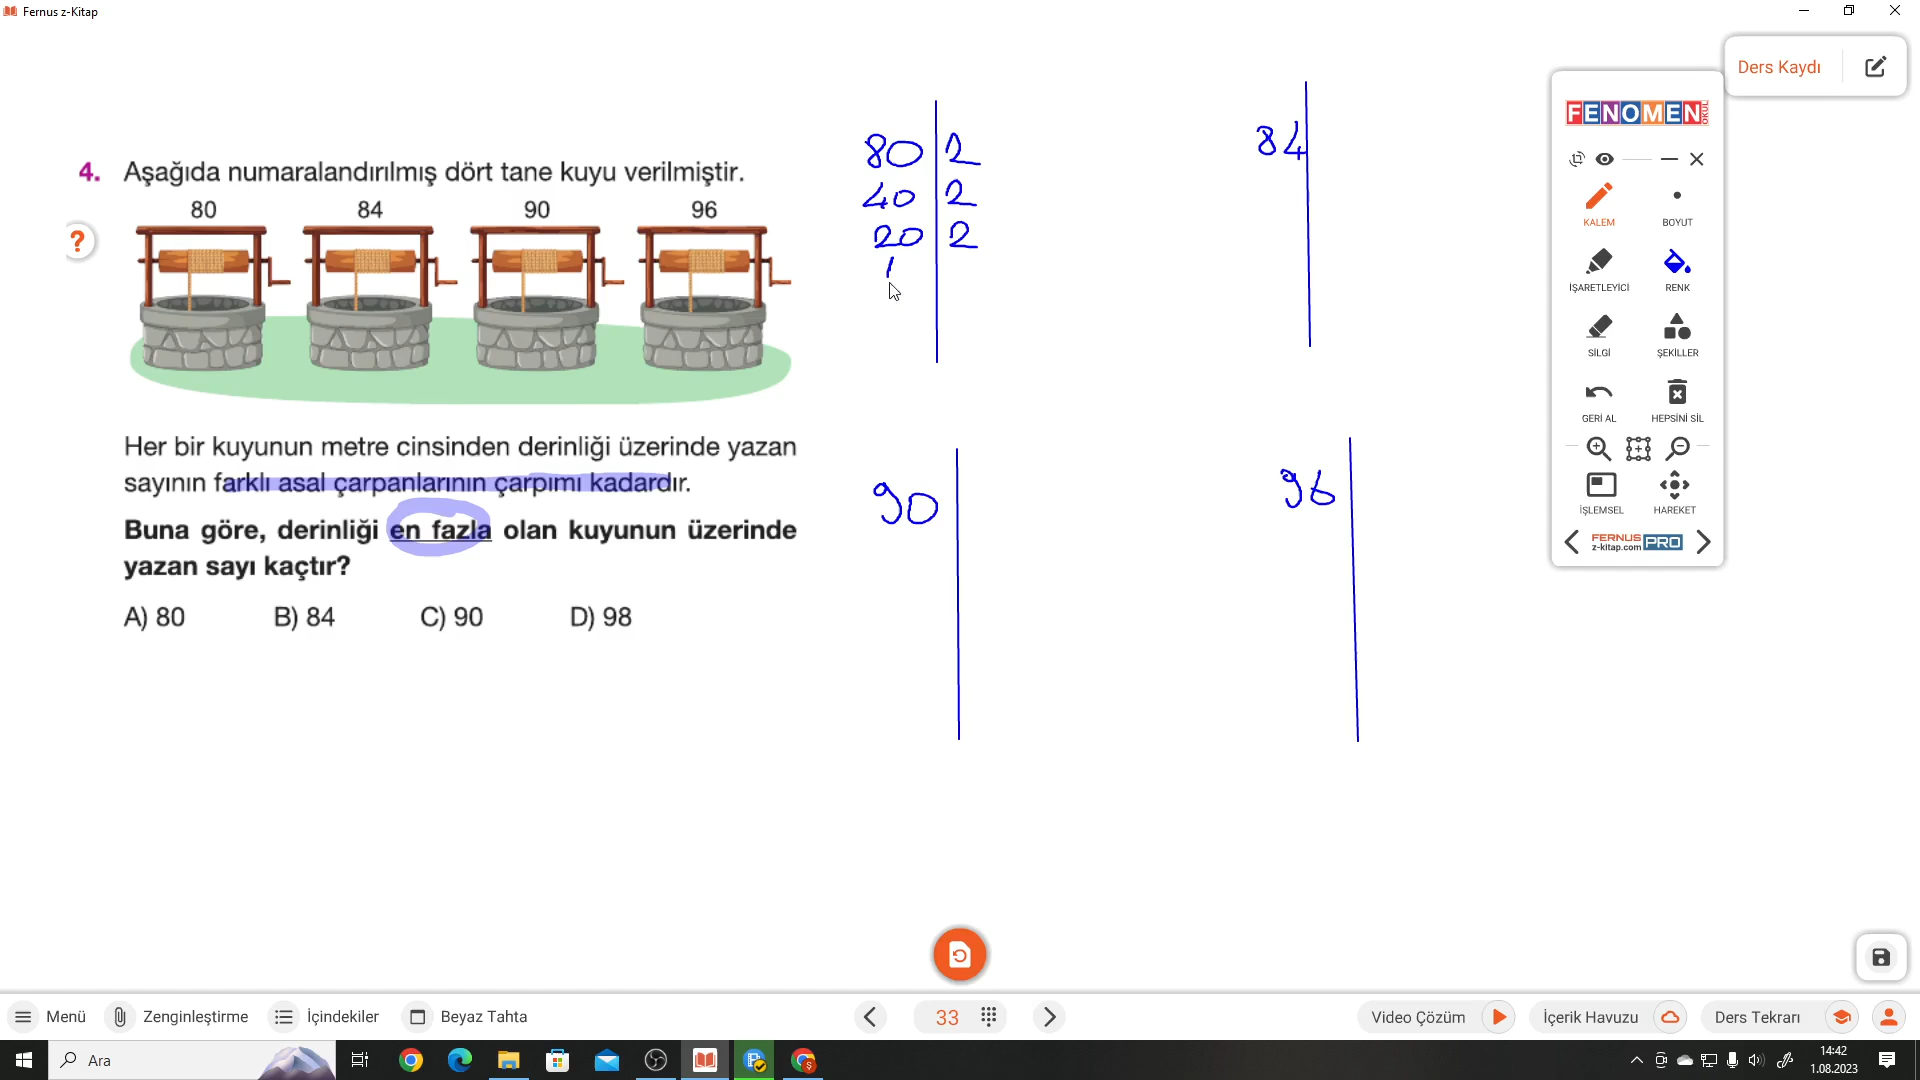 Fernus z-Kitap
Ders Kaydı
FENOMEN OKUL
KALEM
BOYUT
İŞARETLEYİCİ
RENK
SİLGİ
ŞEKİLLER
GERİ AL
HEPSİNİ SİL
İŞLEMSEL
HAREKET
FERNUS
z-kitap.com PRO
4. Aşağıda numaralandırılmış dört tane kuyu verilmiştir.
80 84 90 96
?
Her bir kuyunun metre cinsinden derinliği üzerinde yazan
sayının farklı asal çarpanlarının çarpımı kadardır.
Buna göre, derinliği en fazla olan kuyunun üzerinde
yazan sayı kaçtır?
A) 80 B) 84 C) 90 D) 98
80 2
40 2
20 2
1
84
90
96
Menü Zenginleştirme İçindekiler Beyaz Tahta 33 Video Çözüm İçerik Havuzu Ders Tekrarı
Ara
14:42
1.08.2023